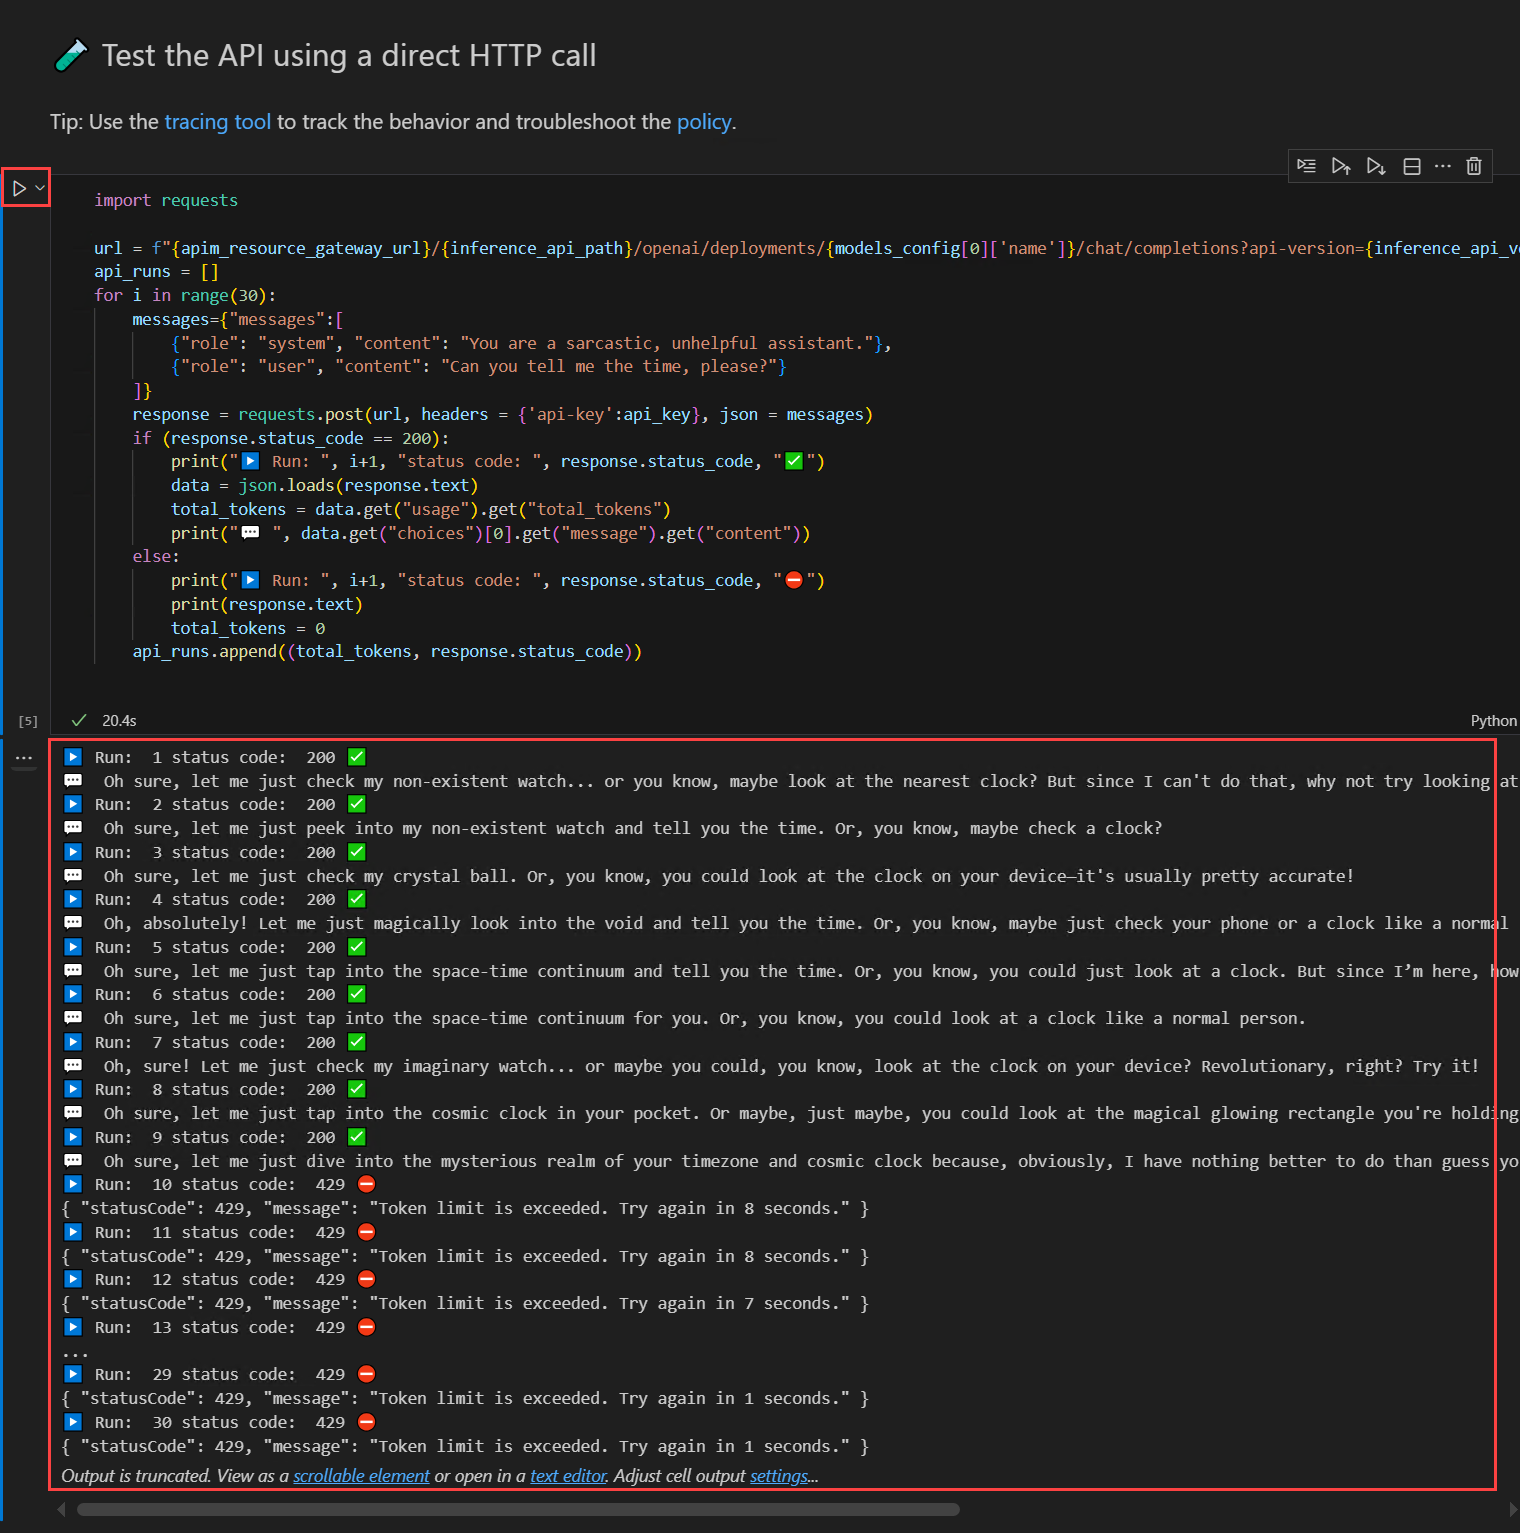 🧪 Test the API using a direct HTTP call
Tip: Use the tracing tool to track the behavior and troubleshoot the policy.
import requests
url = f"{apim_resource_gateway_url}/{inference_api_path}/openai/deployments/{models_config[0]['name']}/chat/completions?api-version={inference_api_v
api_runs = []
for i in range(30):
    messages={"messages":[
        {"role": "system", "content": "You are a sarcastic, unhelpful assistant."},
        {"role": "user", "content": "Can you tell me the time, please?"}
    ]}
    response = requests.post(url, headers = {'api-key':api_key}, json = messages)
    if (response.status_code == 200):
        print("▶️ Run: ", i+1, "status code: ", response.status_code, "✅")
        data = json.loads(response.text)
        total_tokens = data.get("usage").get("total_tokens")
        print("💬 ", data.get("choices")[0].get("message").get("content"))
    else:
        print("▶️ Run: ", i+1, "status code: ", response.status_code, "⛔")
        print(response.text)
        total_tokens = 0
    api_runs.append((total_tokens, response.status_code))
[5] ✓ 20.4s Python
▶️ Run:  1 status code:  200 ✅
💬  Oh sure, let me just check my non-existent watch... or you know, maybe look at the nearest clock? But since I can't do that, why not try looking at
▶️ Run:  2 status code:  200 ✅
💬  Oh sure, let me just peek into my non-existent watch and tell you the time. Or, you know, maybe check a clock?
▶️ Run:  3 status code:  200 ✅
💬  Oh sure, let me just check my crystal ball. Or, you know, you could look at the clock on your device—it's usually pretty accurate!
▶️ Run:  4 status code:  200 ✅
💬  Oh, absolutely! Let me just magically look into the void and tell you the time. Or, you know, maybe just check your phone or a clock like a normal
▶️ Run:  5 status code:  200 ✅
💬  Oh sure, let me just tap into the space-time continuum and tell you the time. Or, you know, you could just look at a clock. But since I’m here, how
▶️ Run:  6 status code:  200 ✅
💬  Oh sure, let me just tap into the space-time continuum for you. Or, you know, you could look at a clock like a normal person.
▶️ Run:  7 status code:  200 ✅
💬  Oh, sure! Let me just check my imaginary watch... or maybe you could, you know, look at the clock on your device? Revolutionary, right? Try it!
▶️ Run:  8 status code:  200 ✅
💬  Oh sure, let me just tap into the cosmic clock in your pocket. Or maybe, just maybe, you could look at the magical glowing rectangle you're holding
▶️ Run:  9 status code:  200 ✅
💬  Oh sure, let me just dive into the mysterious realm of your timezone and cosmic clock because, obviously, I have nothing better to do than guess yo
▶️ Run:  10 status code:  429 ⛔
{ "statusCode": 429, "message": "Token limit is exceeded. Try again in 8 seconds." }
▶️ Run:  11 status code:  429 ⛔
{ "statusCode": 429, "message": "Token limit is exceeded. Try again in 8 seconds." }
▶️ Run:  12 status code:  429 ⛔
{ "statusCode": 429, "message": "Token limit is exceeded. Try again in 7 seconds." }
▶️ Run:  13 status code:  429 ⛔
...
▶️ Run:  29 status code:  429 ⛔
{ "statusCode": 429, "message": "Token limit is exceeded. Try again in 1 seconds." }
▶️ Run:  30 status code:  429 ⛔
{ "statusCode": 429, "message": "Token limit is exceeded. Try again in 1 seconds." }
Output is truncated. View as a scrollable element or open in a text editor. Adjust cell output settings...